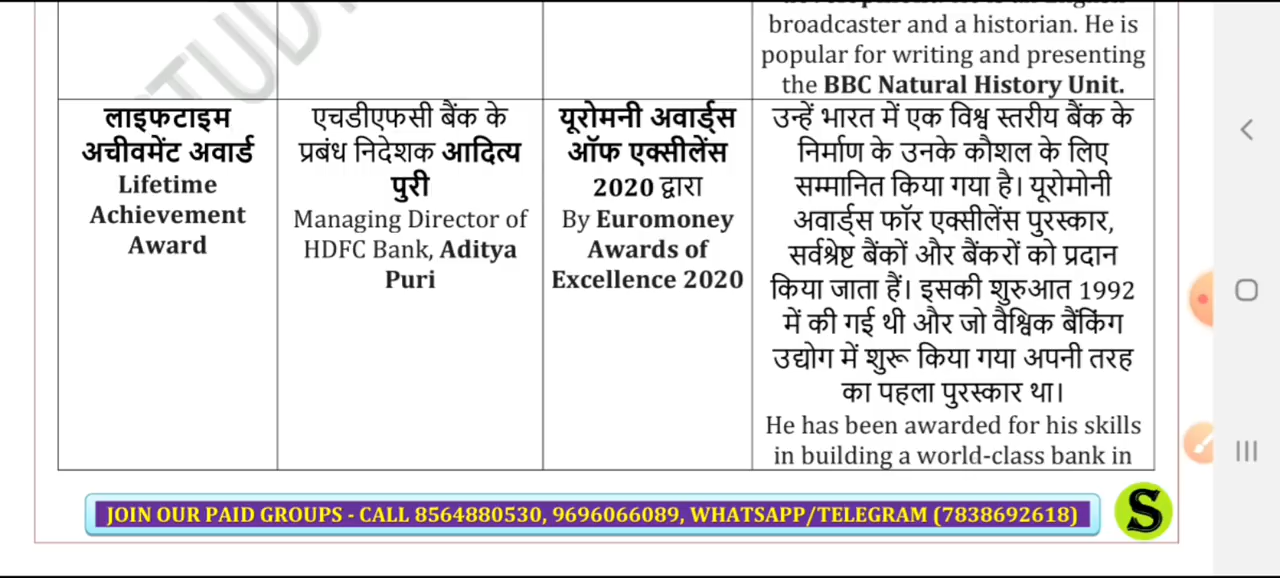 broadcaster and a historian. He is
popular for writing and presenting
the BBC Natural History Unit.
लाइफटाइम
अचीवमेंट अवार्ड
Lifetime
Achievement
Award
एचडीएफसी बैंक के
प्रबंध निदेशक आदित्य
पुरी
Managing Director of
HDFC Bank, Aditya
Puri
यूरोमनी अवार्ड्स
ऑफ एक्सीलेंस
2020 द्वारा
By Euromoney
Awards of
Excellence 2020
उन्हें भारत में एक विश्व स्तरीय बैंक के
निर्माण के उनके कौशल के लिए
सम्मानित किया गया है। यूरोमोनी
अवार्ड्स फॉर एक्सीलेंस पुरस्कार,
सर्वश्रेष्ट बैंकों और बैंकरों को प्रदान
किया जाता हैं। इसकी शुरुआत 1992
में की गई थी और जो वैश्विक बैंकिंग
उद्योग में शुरू किया गया अपनी तरह
का पहला पुरस्कार था।
He has been awarded for his skills
in building a world-class bank in
JOIN OUR PAID GROUPS - CALL 8564880530, 9696066089, WHATSAPP/TELEGRAM (7838692618)
S